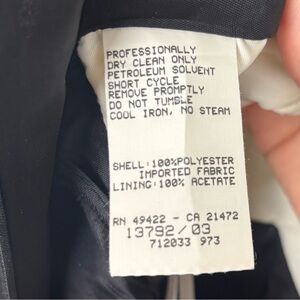 PROFESSIONALLY
DRY CLEAN ONLY
PETROLEUM SOLVENT
SHORT CYCLE
REMOVE PROMPTLY
DO NOT TUMBLE
COOL IRON, NO STEAM
SHELL:100%POLYESTER
IMPORTED FABRIC
LINING:100% ACETATE
RN 49422 - CA 21472
13792/03
712033 973